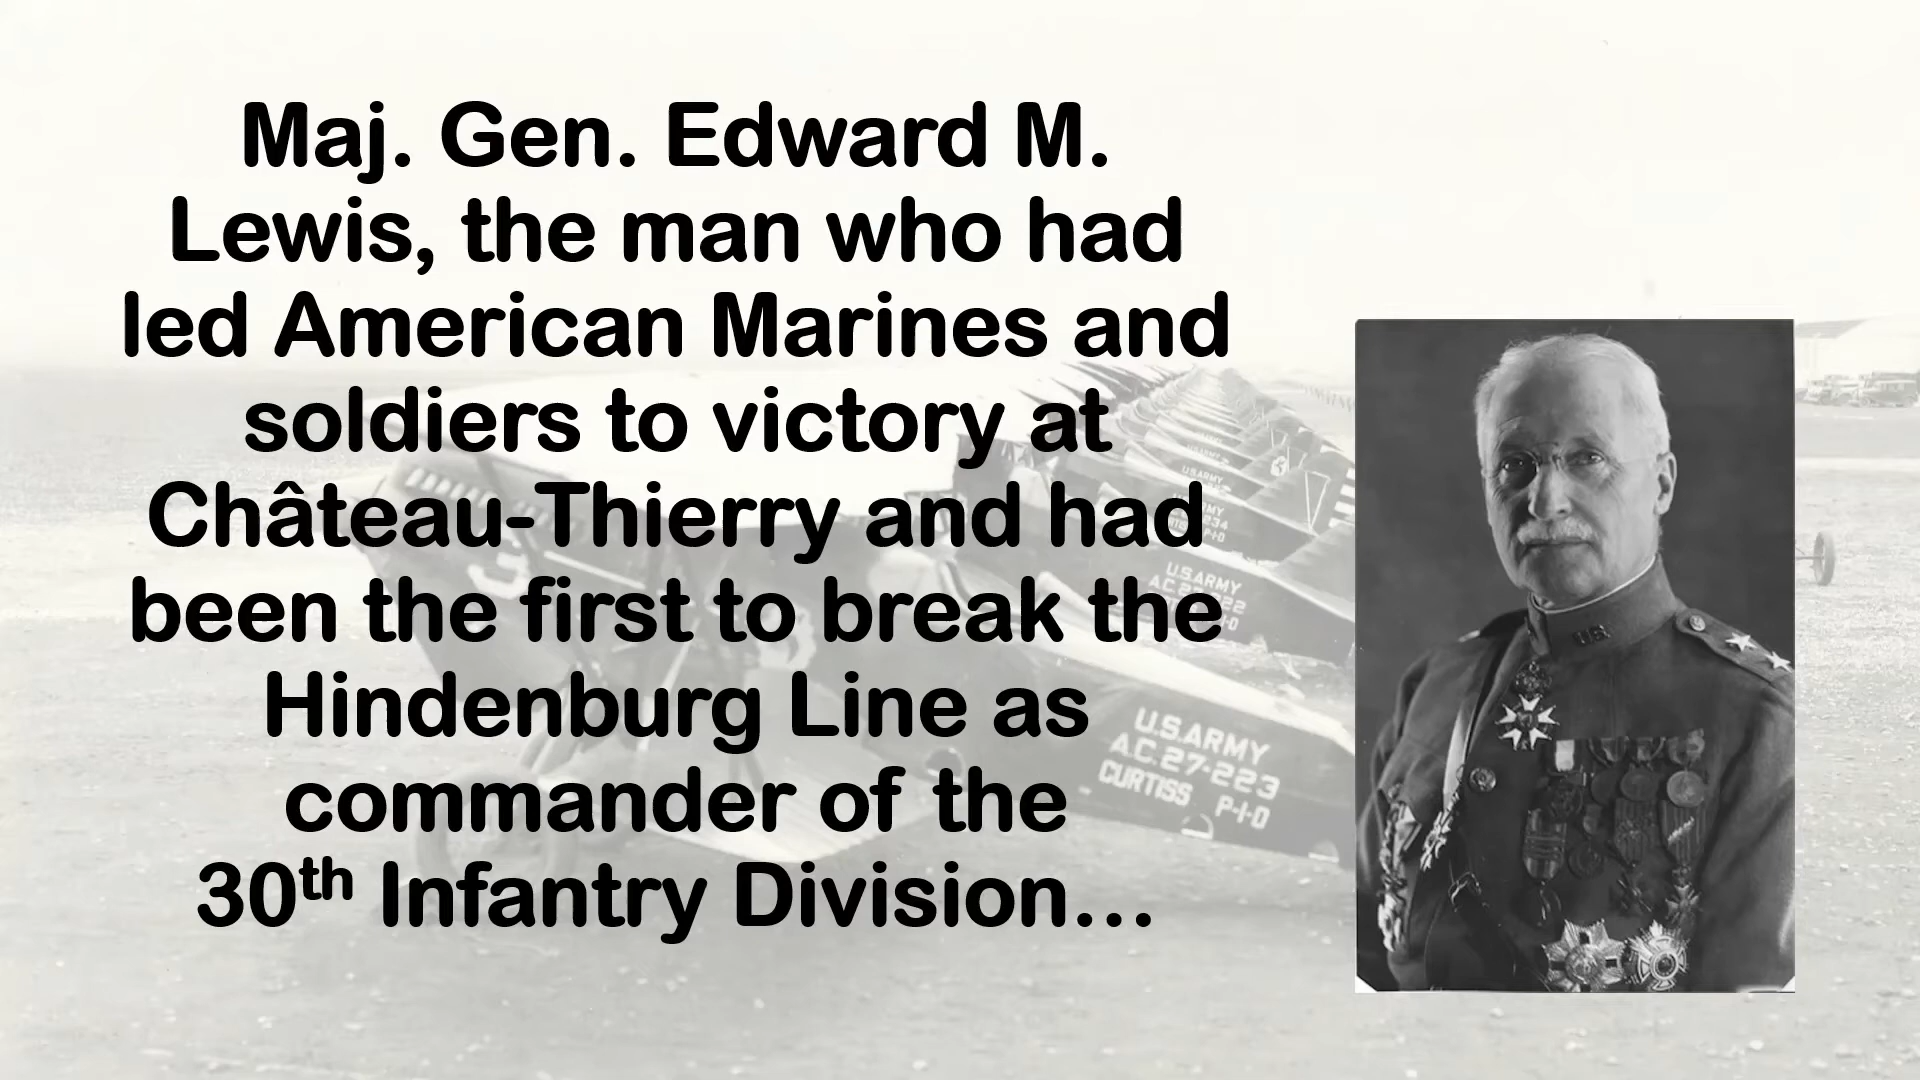 Maj. Gen. Edward M.
Lewis, the man who had
led American Marines and
soldiers to victory at
Château-Thierry and had
been the first to break the
Hindenburg Line as
commander of the
30th Infantry Division...
U.S.ARMY
U.S.ARMY
A.C.27-223
CURTISS P-1-D
U.S.